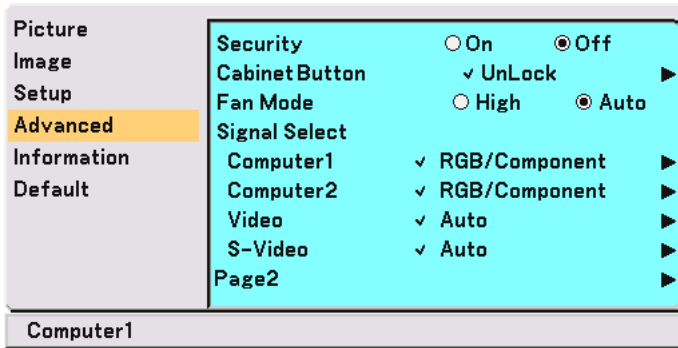 Picture
Image
Setup
Advanced
Information
Default
Security On Off
Cabinet Button ✓ UnLock ▶
Fan Mode High Auto
Signal Select
Computer1 ✓ RGB/Component ▶
Computer2 ✓ RGB/Component ▶
Video ✓ Auto ▶
S-Video ✓ Auto ▶
Page2 ▶
Computer1